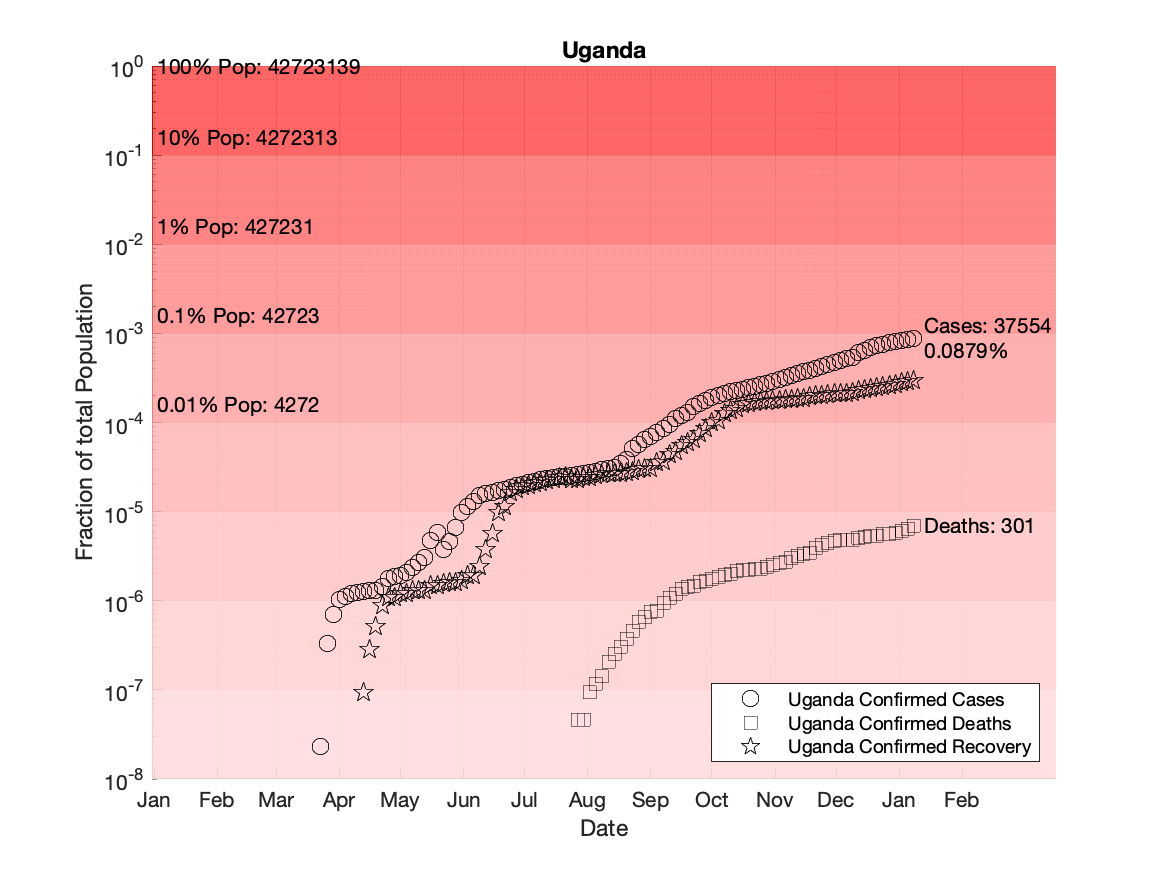 Uganda
10^0
100% Pop: 42723139
10% Pop: 4272313
10^-1
1% Pop: 427231
10^-2
0.1% Pop: 42723
10^-3
Cases: 37554
0.0879%
0.01% Pop: 4272
10^-4
10^-5
Deaths: 301
10^-6
10^-7
10^-8
Fraction of total Population
Uganda Confirmed Cases
Uganda Confirmed Deaths
Uganda Confirmed Recovery
Jan Feb Mar Apr May Jun Jul Aug Sep Oct Nov Dec Jan Feb
Date